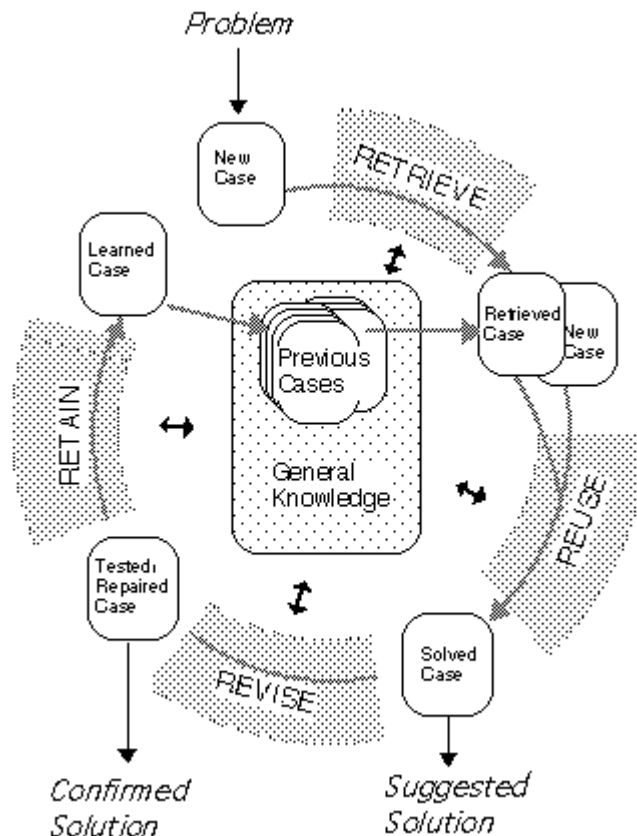 Problem
New
Case
RETRIEVE
Learned
Case
Retrieved
Case
New
Case
Previous
Cases
General
Knowledge
RETAIN
REUSE
Tested/
Repaired
Case
REVISE
Solved
Case
Confirmed
Solution
Suggested
Solution